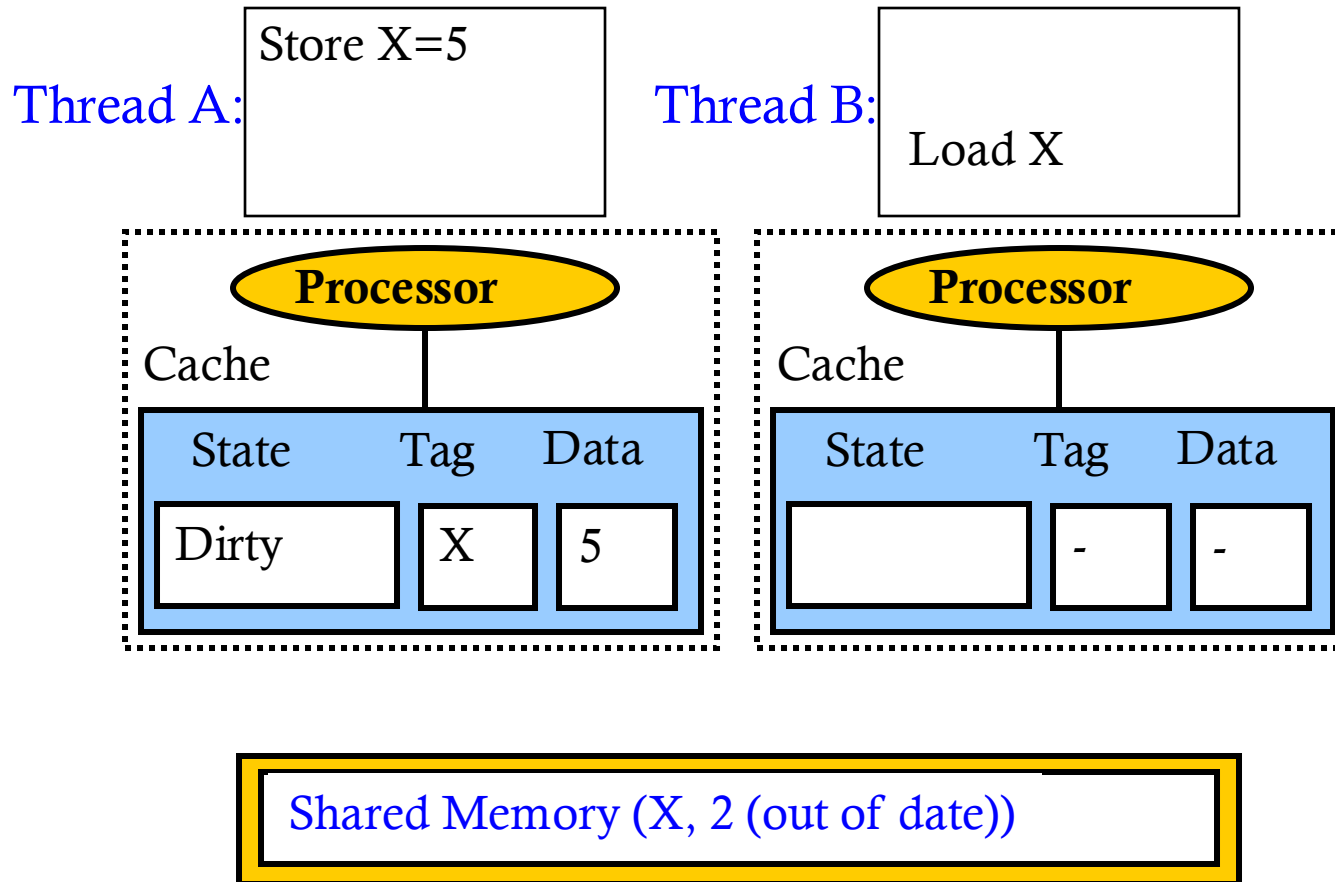 Store X=5
Thread A:
Thread B:
Load X
Processor
Processor
Cache
Cache
State Tag Data
State Tag Data
Dirty X 5
- -
Shared Memory (X, 2 (out of date))